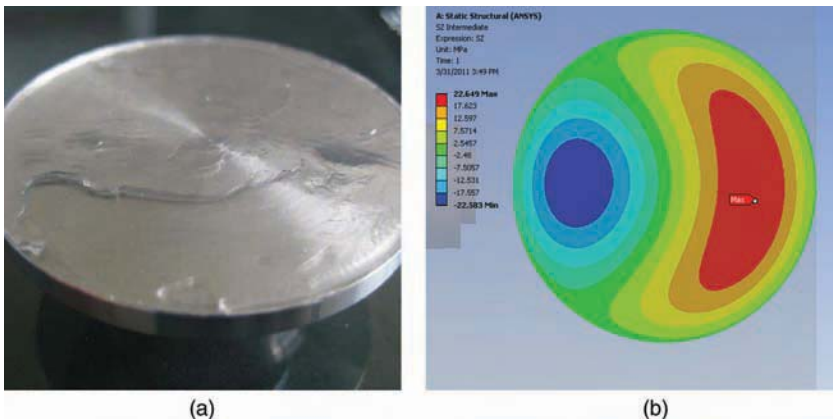 A: Static Structural (ANSYS)
SZ Intermediate
Expression: SZ
Unit: MPa
Time: 1
3/31/2011 3:49 PM
22.649 Max
17.623
12.597
7.5714
2.5457
-2.48
-7.5057
-12.531
-17.557
-22.583 Min
Max
(a)
(b)